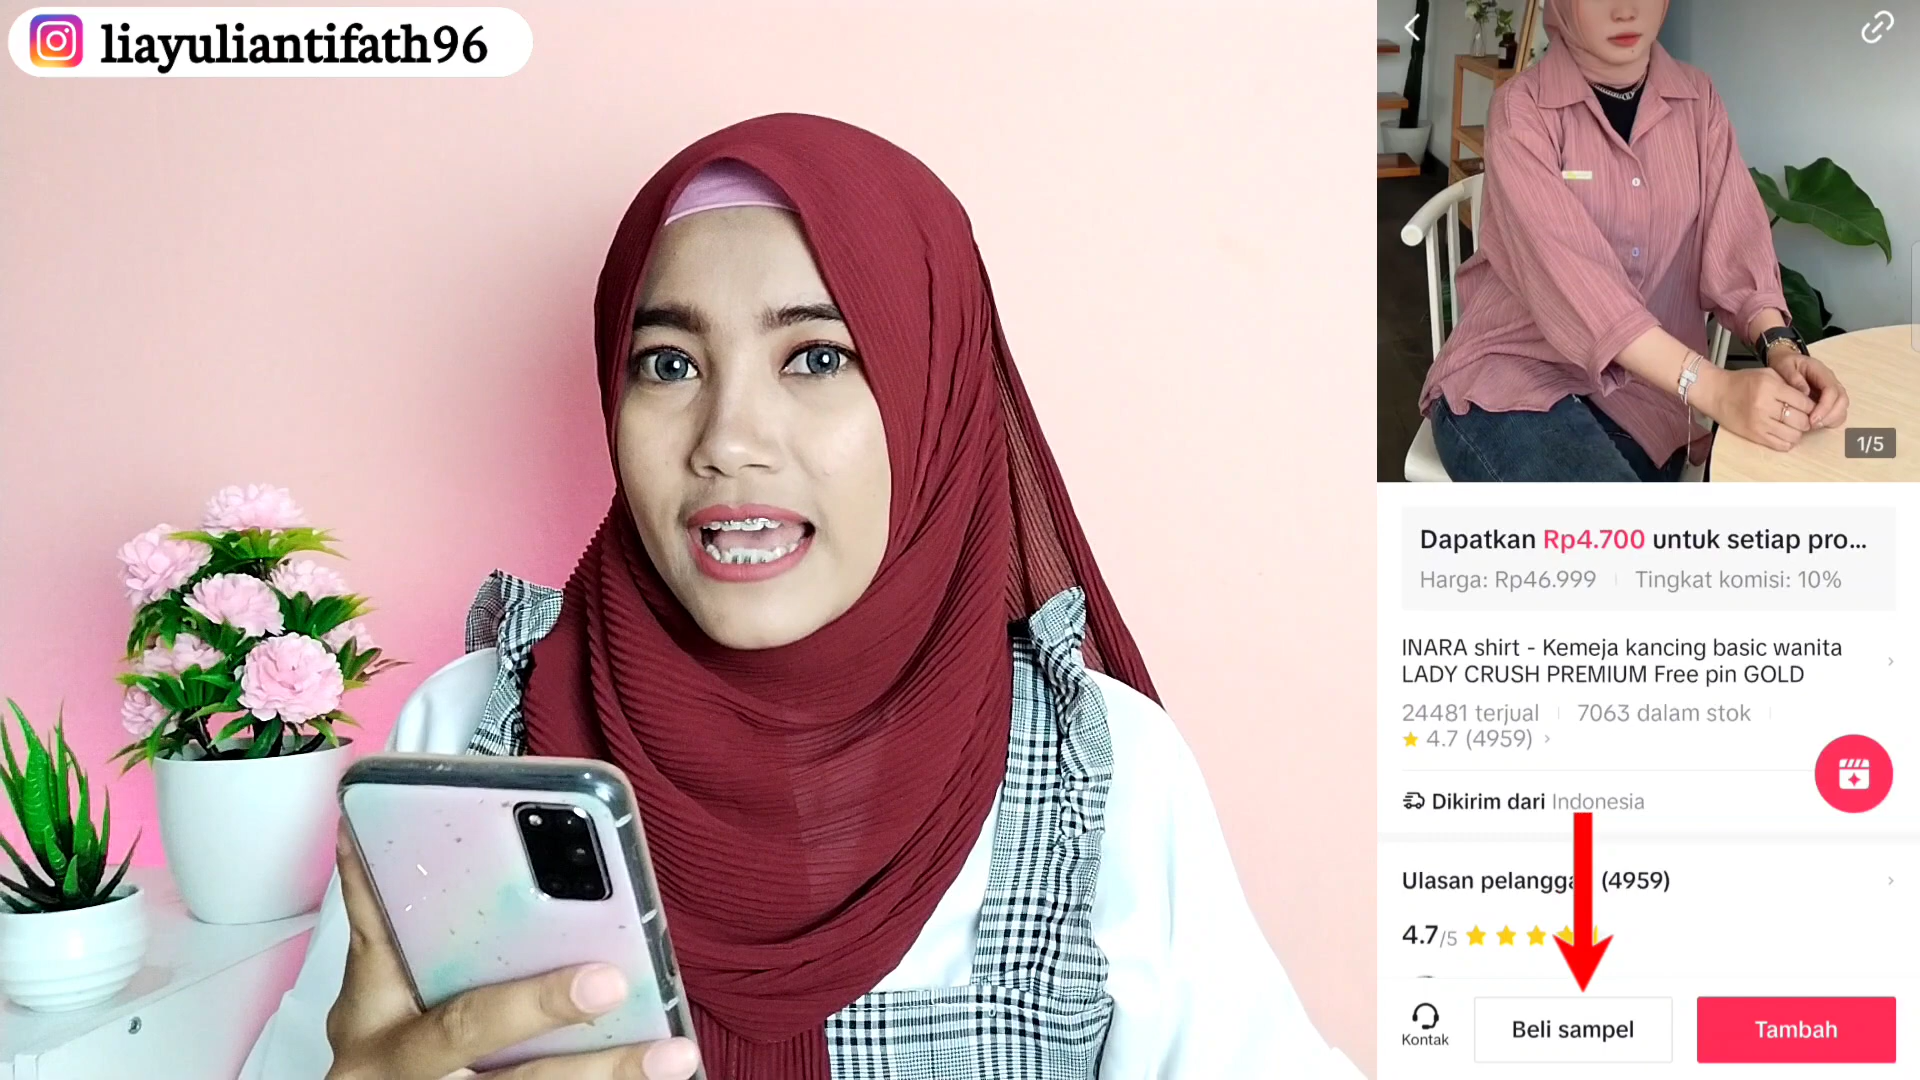 liayuliantifath96
1/5
Dapatkan Rp4.700 untuk setiap pro...
Harga: Rp46.999 Tingkat komisi: 10%
INARA shirt - Kemeja kancing basic wanita
LADY CRUSH PREMIUM Free pin GOLD
24481 terjual 7063 dalam stok
4.7 (4959)
Dikirim dari Indonesia
Ulasan pelangga (4959)
4.7/5
Kontak
Beli sampel
Tambah